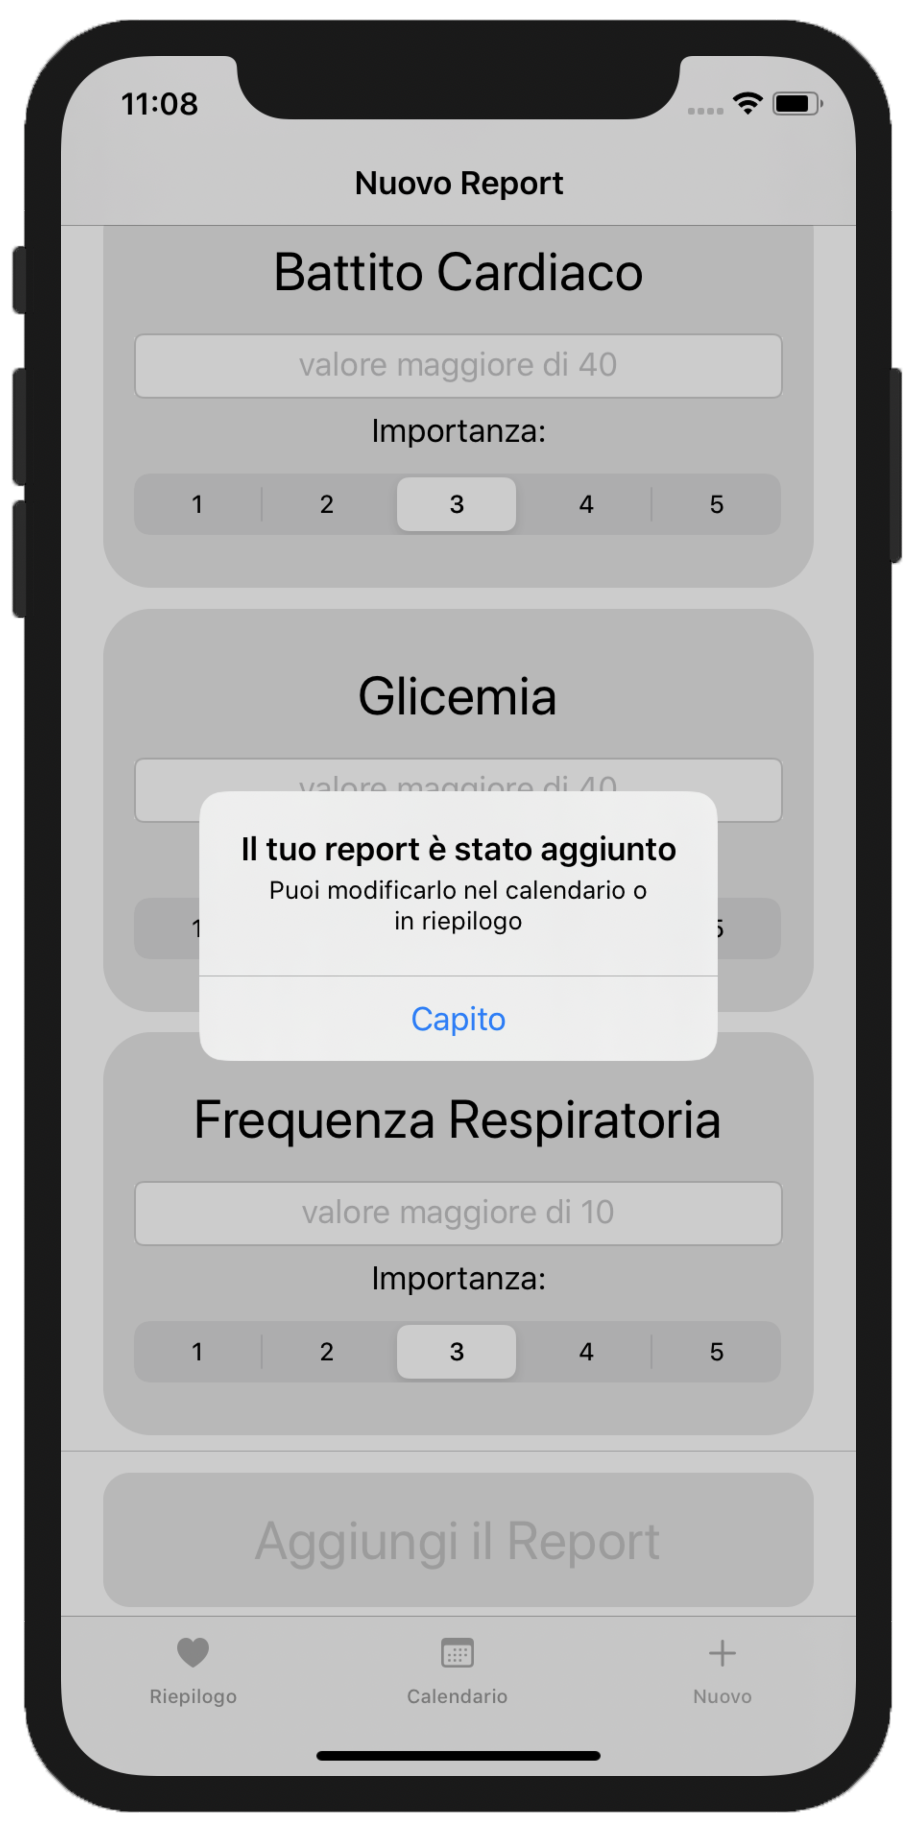 11:08
Nuovo Report
Battito Cardiaco
valore maggiore di 40
Importanza:
1 2 3 4 5
Glicemia
valore maggiore di 40
1 5
Il tuo report è stato aggiunto
Puoi modificarlo nel calendario o
in riepilogo
Capito
Frequenza Respiratoria
valore maggiore di 10
Importanza:
1 2 3 4 5
Aggiungi il Report
Riepilogo Calendario Nuovo